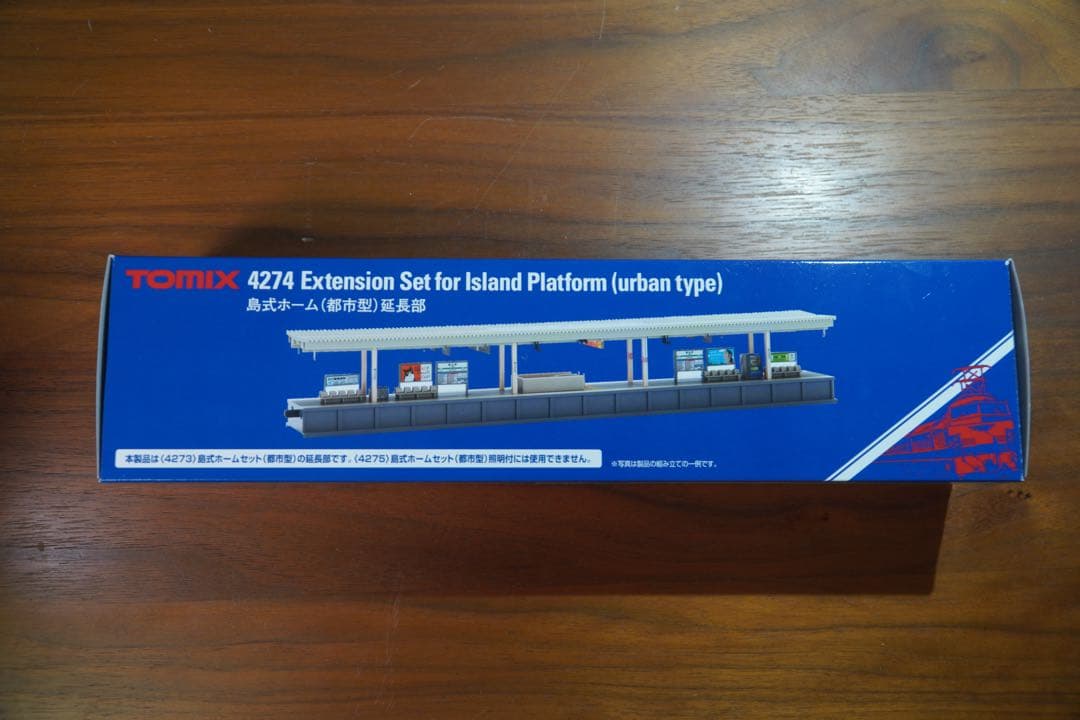 TOMIX 4274 Extension Set for Island Platform (urban type)
島式ホーム(都市型)延長部
本製品は〈4273〉島式ホームセット(都市型)の延長部です。〈4275〉島式ホームセット(都市型)照明付には使用できません。
※写真は製品の組み立ての一例です。